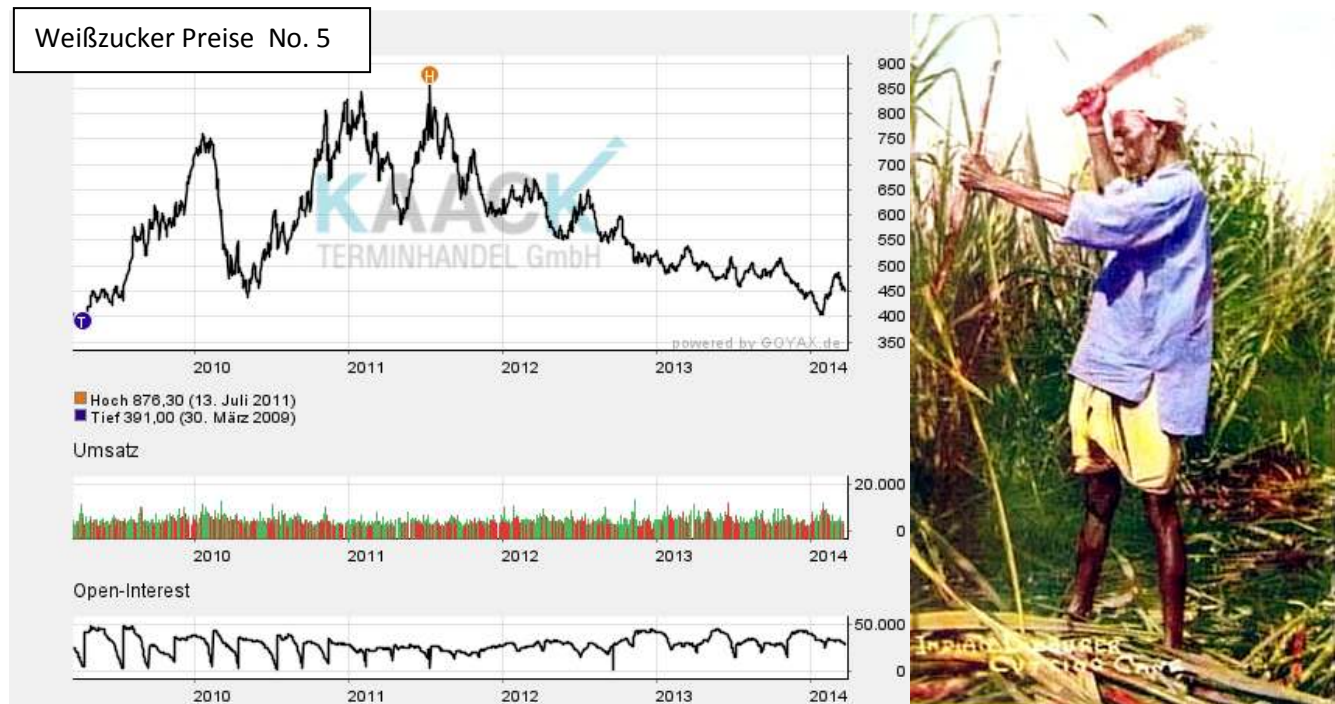 Weißzucker Preise No. 5
900
850
800
750
700
650
600
550
500
450
400
350
H
T
KAACK
TERMINHANDEL GmbH
powered by GOYAX.de
2010 2011 2012 2013 2014
Hoch 876,30 (13. Juli 2011)
Tief 391,00 (30. März 2009)
Umsatz
20.000
0
2010 2011 2012 2013 2014
Open-Interest
50.000
0
2010 2011 2012 2013 2014
CUTTING CANE